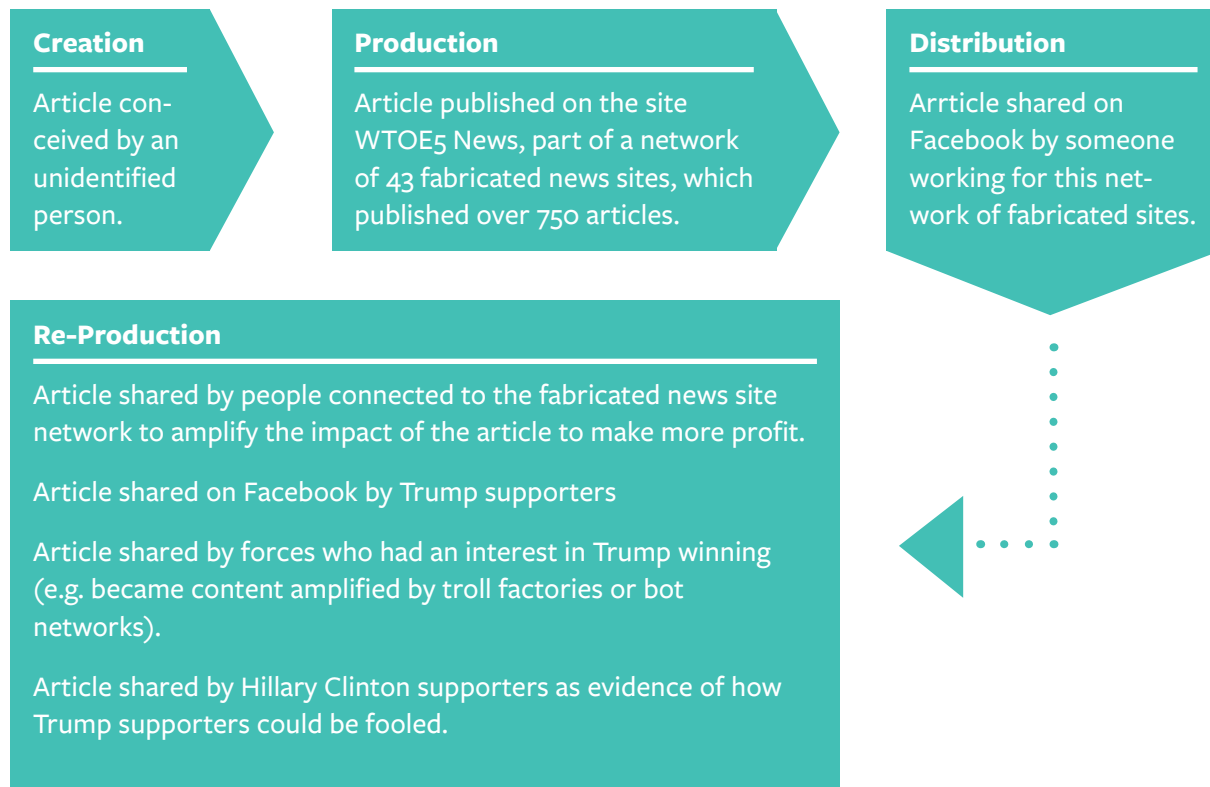 Creation
Article con-
ceived by an
unidentified
person.
Production
Article published on the site
WTOE5 News, part of a network
of 43 fabricated news sites, which
published over 750 articles.
Distribution
Arrticle shared on
Facebook by someone
working for this net-
work of fabricated sites.
Re-Production
Article shared by people connected to the fabricated news site
network to amplify the impact of the article to make more profit.
Article shared on Facebook by Trump supporters
Article shared by forces who had an interest in Trump winning
(e.g. became content amplified by troll factories or bot
networks).
Article shared by Hillary Clinton supporters as evidence of how
Trump supporters could be fooled.